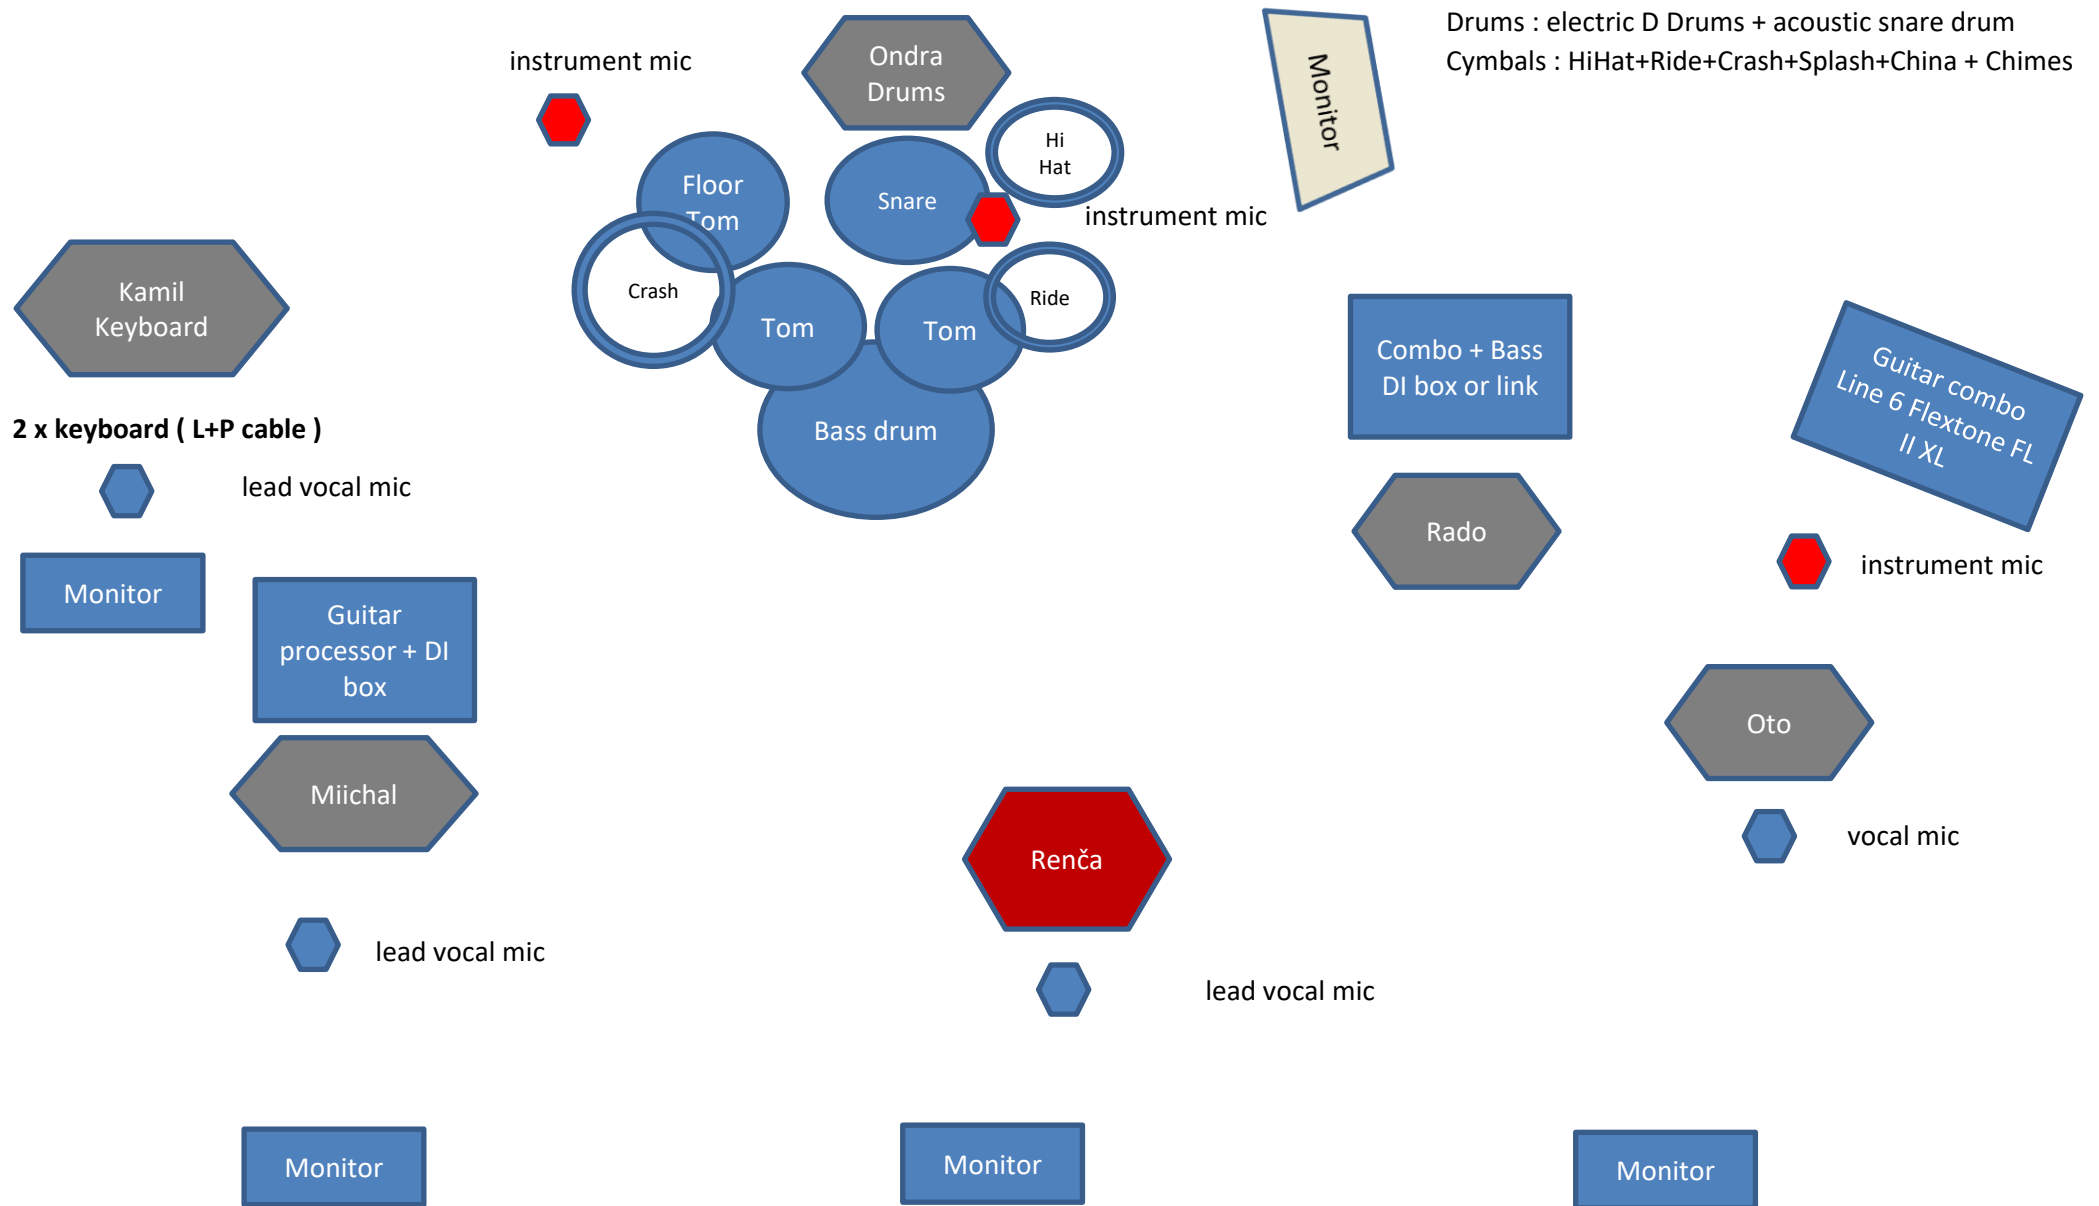 Drums : electric D Drums + acoustic snare drum
Cymbals : HiHat+Ride+Crash+Splash+China + Chimes
instrument mic
Ondra
Drums
Monitor
Hi
Hat
Floor
Tom
Snare
instrument mic
Kamil
Keyboard
Crash
Ride
Tom
Tom
Bass drum
Combo + Bass
DI box or link
Guitar combo
Line 6 Flextone FL
II XL
2 x keyboard ( L+P cable )
lead vocal mic
Rado
instrument mic
Monitor
Guitar
processor + DI
box
Oto
Miichal
Renča
vocal mic
lead vocal mic
lead vocal mic
Monitor
Monitor
Monitor